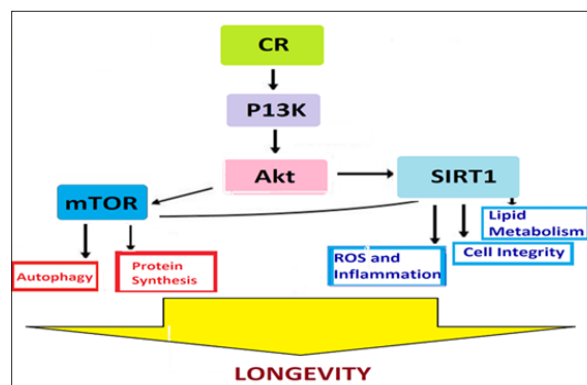 CR
P13K
Akt
SIRT1
mTOR
Lipid
Metabolism
Autophagy
Protein
Synthesis
ROS and
Inflammation
Cell Integrity
LONGEVITY